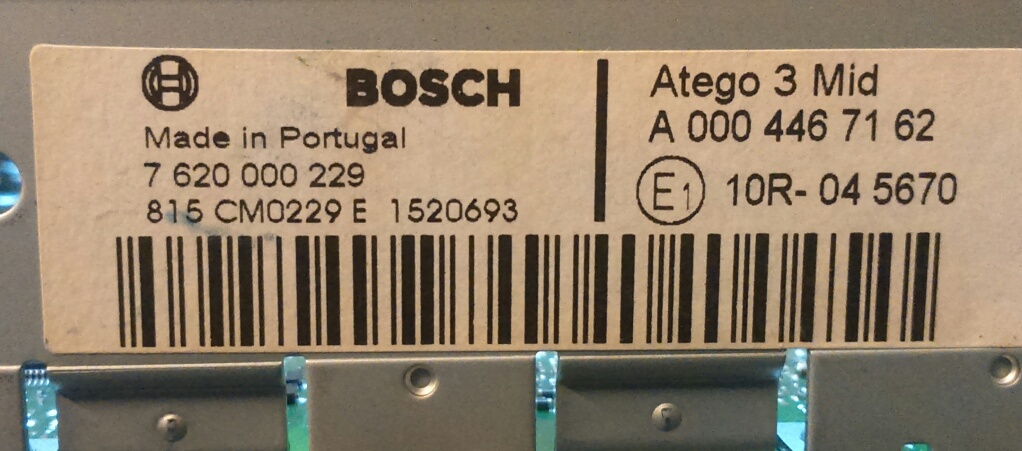 BOSCH
Made in Portugal
7 620 000 229
815 CM0229 E 1520693
Atego 3 Mid
A 000 446 71 62
E1 10R- 04 5670